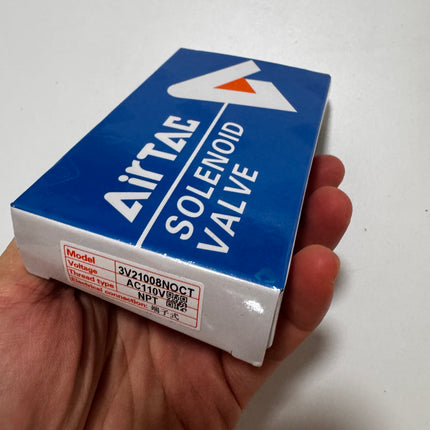 AirTAC
SOLENOID
VALVE
Model 3V21008NOCT
Voltage AC110V
Thread type NPT
Electrical connection: 端子式